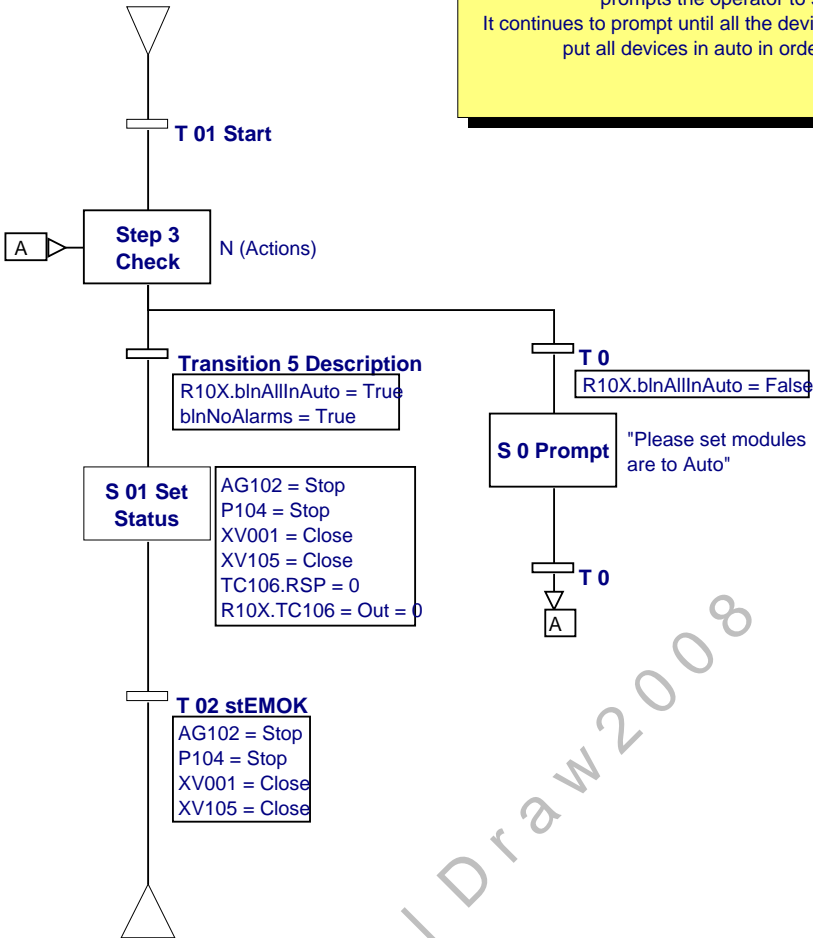 prompts the operator to
It continues to prompt until all the
put all devices in auto in
T 01 Start
A
Step 3
Check
N (Actions)
Transition 5 Description
R10X.blnAllInAuto = True
blnNoAlarms = True
T 0
R10X.blnAllInAuto = False
S 0 Prompt
"Please set modules
are to Auto"
S 01 Set
Status
AG102 = Stop
P104 = Stop
XV001 = Close
XV105 = Close
TC106.RSP = 0
R10X.TC106 = Out = 0
T 0
A
T 02 stEMOK
AG102 = Stop
P104 = Stop
XV001 = Close
XV105 = Close
l Draw2008